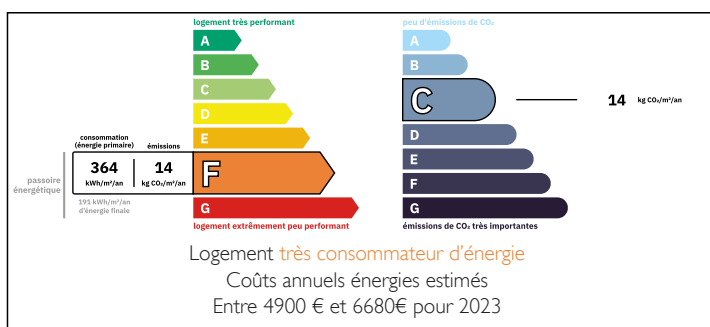 logement très performant
A
B
C
D
E
consommation
(énergie primaire)
émissions
passoire
énergétique
364
kWh/m²/an
14
kg CO₂/m²/an
F
191 kWh/m²/an
d'énergie finale
G
logement extrêmement peu performant
peu d'émissions de CO₂
A
B
C
14
kg CO₂/m²/an
D
E
F
G
émissions de CO₂ très importantes
Logement très consommateur d'énergie
Coûts annuels énergies estimés
Entre 4900 € et 6680€ pour 2023